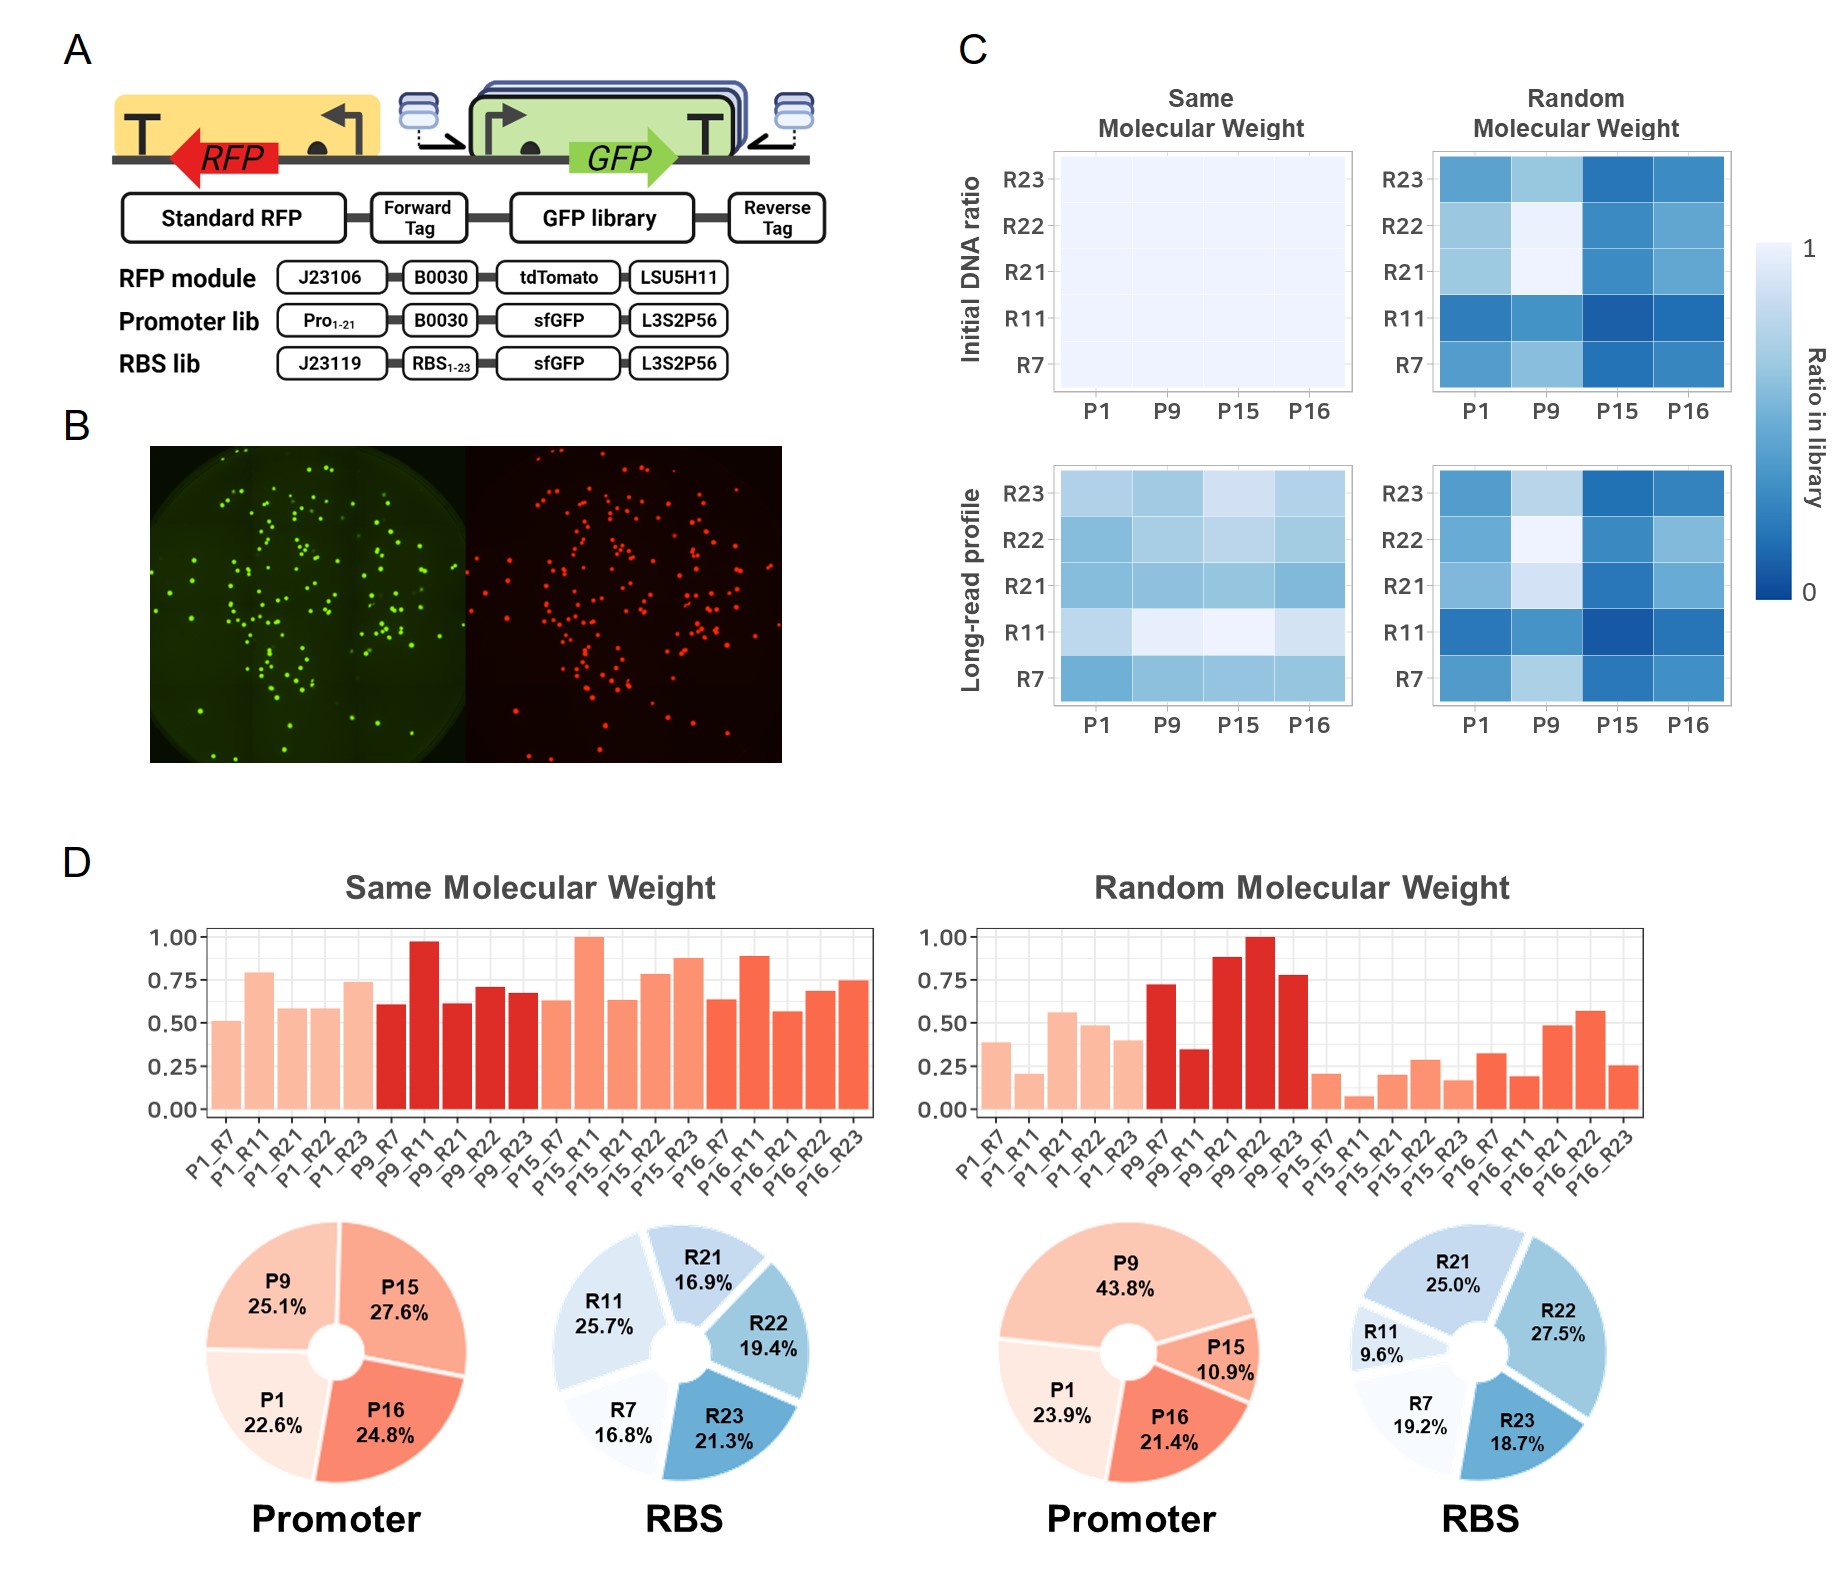 A
T
RFP
GFP
T
Standard RFP
Forward
Tag
GFP library
Reverse
Tag
RFP module
J23106
B0030
tdTomato
LSU5H11
Promoter lib
Pro1-21
B0030
sfGFP
L3S2P56
RBS lib
J23119
RBS1-23
sfGFP
L3S2P56
B
C
Same
Molecular Weight
Random
Molecular Weight
Initial DNA ratio
R23
R22
R21
R11
R7
P1 P9 P15 P16
R23
R22
R21
R11
R7
P1 P9 P15 P16
Long-read profile
R23
R22
R21
R11
R7
P1 P9 P15 P16
R23
R22
R21
R11
R7
P1 P9 P15 P16
1
0
Ratio in library
D
Same Molecular Weight
1.00
0.75
0.50
0.25
0.00
P1_R7
P1_R11
P1_R21
P1_R22
P1_R23
P9_R7
P9_R11
P9_R21
P9_R22
P9_R23
P15_R7
P15_R11
P15_R21
P15_R22
P15_R23
P16_R7
P16_R11
P16_R21
P16_R22
P16_R23
Random Molecular Weight
1.00
0.75
0.50
0.25
0.00
P1_R7
P1_R11
P1_R21
P1_R22
P1_R23
P9_R7
P9_R11
P9_R21
P9_R22
P9_R23
P15_R7
P15_R11
P15_R21
P15_R22
P15_R23
P16_R7
P16_R11
P16_R21
P16_R22
P16_R23
P9
25.1%
P15
27.6%
P1
22.6%
P16
24.8%
Promoter
R21
16.9%
R11
25.7%
R22
19.4%
R7
16.8%
R23
21.3%
RBS
P9
43.8%
P15
10.9%
P1
23.9%
P16
21.4%
Promoter
R21
25.0%
R22
27.5%
R11
9.6%
R7
19.2%
R23
18.7%
RBS